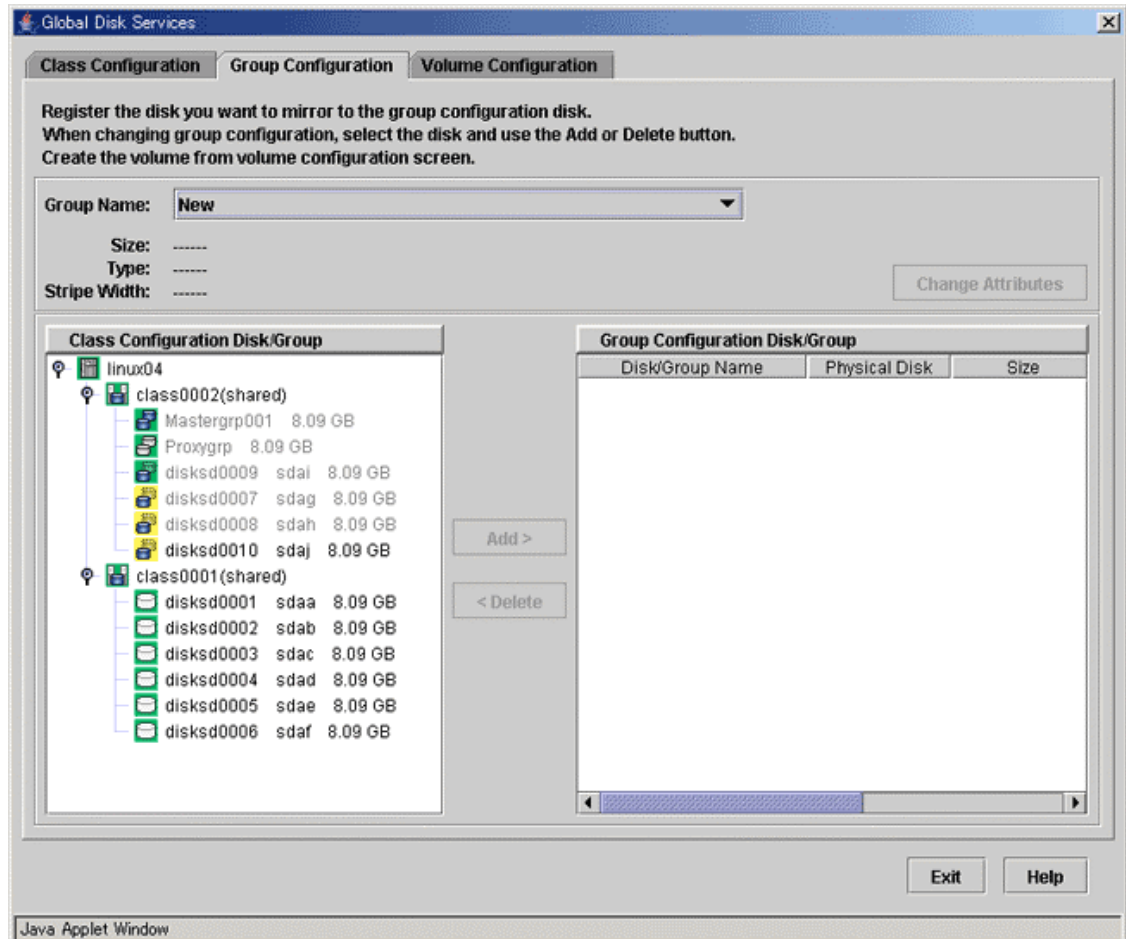 Global Disk Services
Class Configuration Group Configuration Volume Configuration
Register the disk you want to mirror to the group configuration disk.
When changing group configuration, select the disk and use the Add or Delete button.
Create the volume from volume configuration screen.
Group Name: New
Size: ------
Type: ------
Stripe Width: ------
Change Attributes
Class Configuration Disk/Group
linux04
class0002(shared)
Mastergrp001 8.09 GB
Proxygrp 8.09 GB
disksd0009 sdai 8.09 GB
disksd0007 sdag 8.09 GB
disksd0008 sdah 8.09 GB
disksd0010 sdaj 8.09 GB
class0001(shared)
disksd0001 sdaa 8.09 GB
disksd0002 sdab 8.09 GB
disksd0003 sdac 8.09 GB
disksd0004 sdad 8.09 GB
disksd0005 sdae 8.09 GB
disksd0006 sdaf 8.09 GB
Add >
< Delete
Group Configuration Disk/Group
Disk/Group Name Physical Disk Size
Exit Help
Java Applet Window